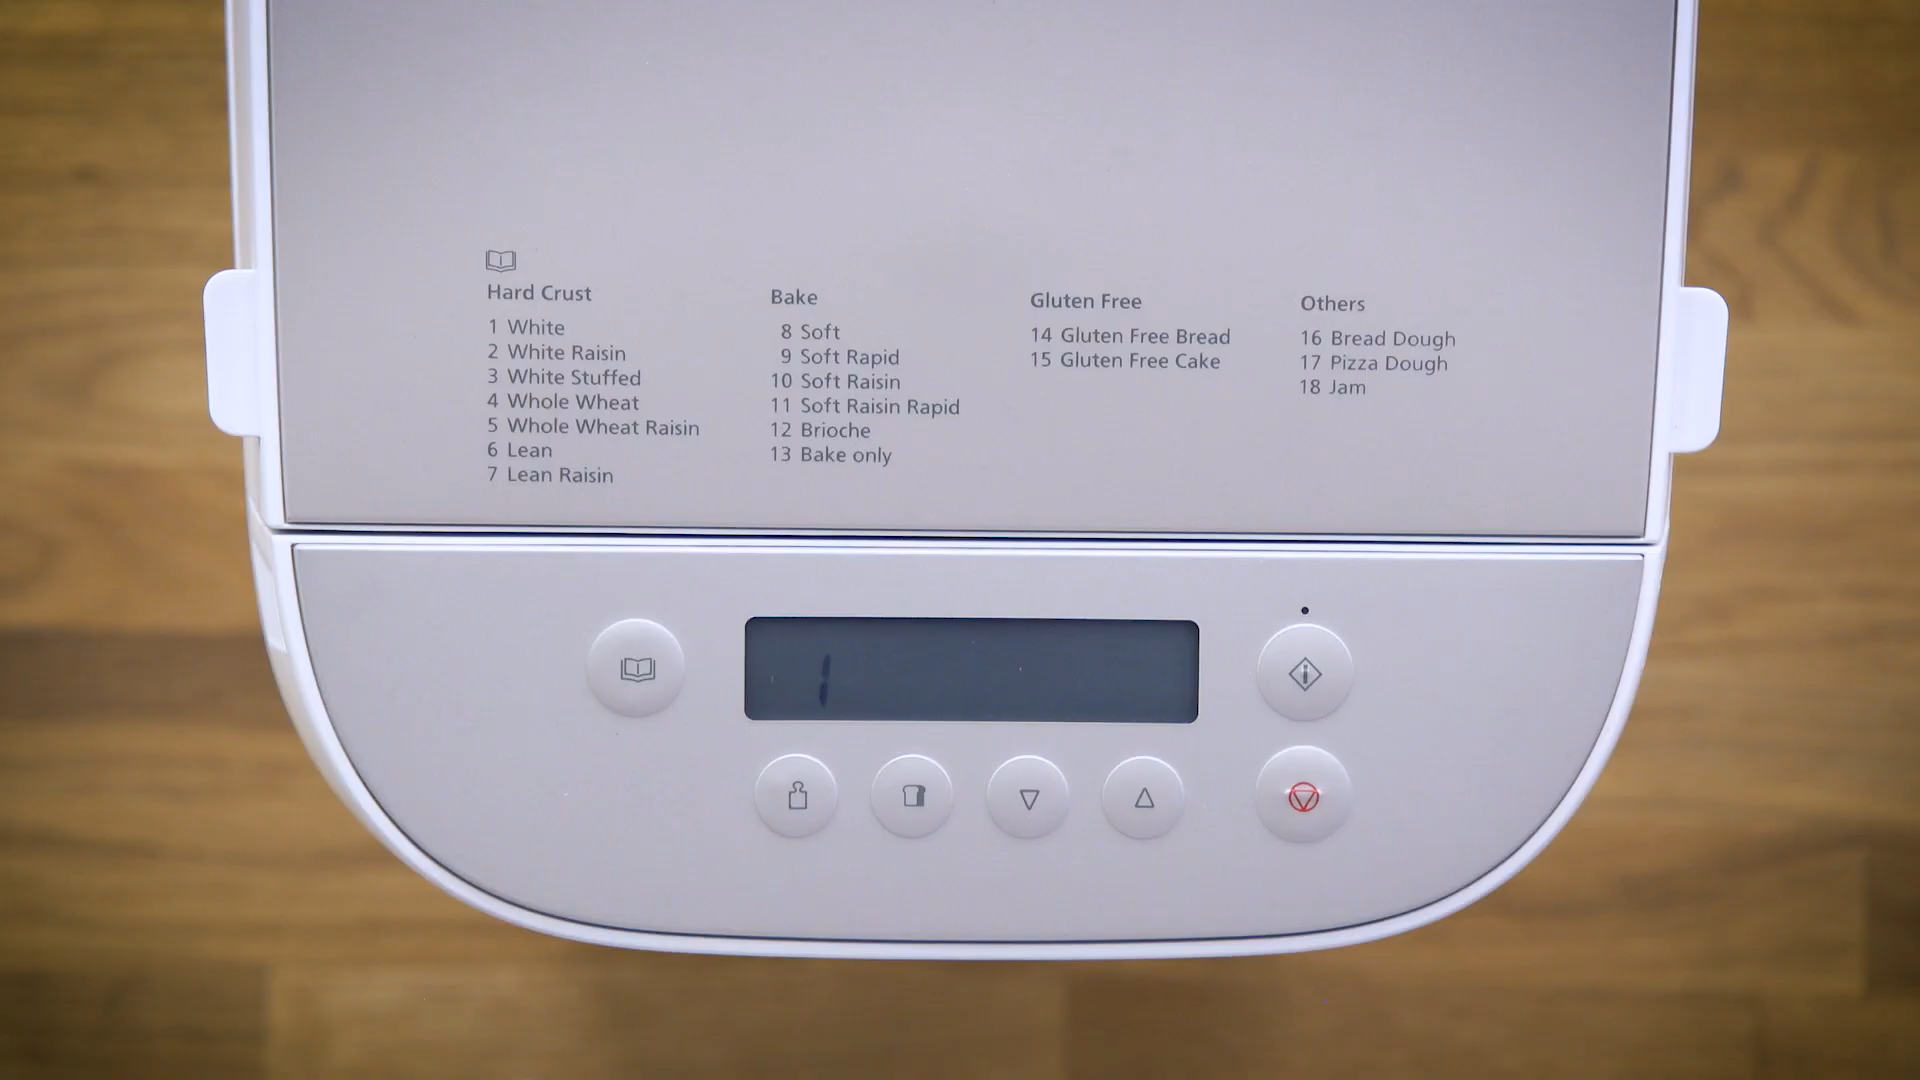 Hard Crust
1 White
2 White Raisin
3 White Stuffed
4 Whole Wheat
5 Whole Wheat Raisin
6 Lean
7 Lean Raisin
Bake
8 Soft
9 Soft Rapid
10 Soft Raisin
11 Soft Raisin Rapid
12 Brioche
13 Bake only
Gluten Free
14 Gluten Free Bread
15 Gluten Free Cake
Others
16 Bread Dough
17 Pizza Dough
18 Jam
1